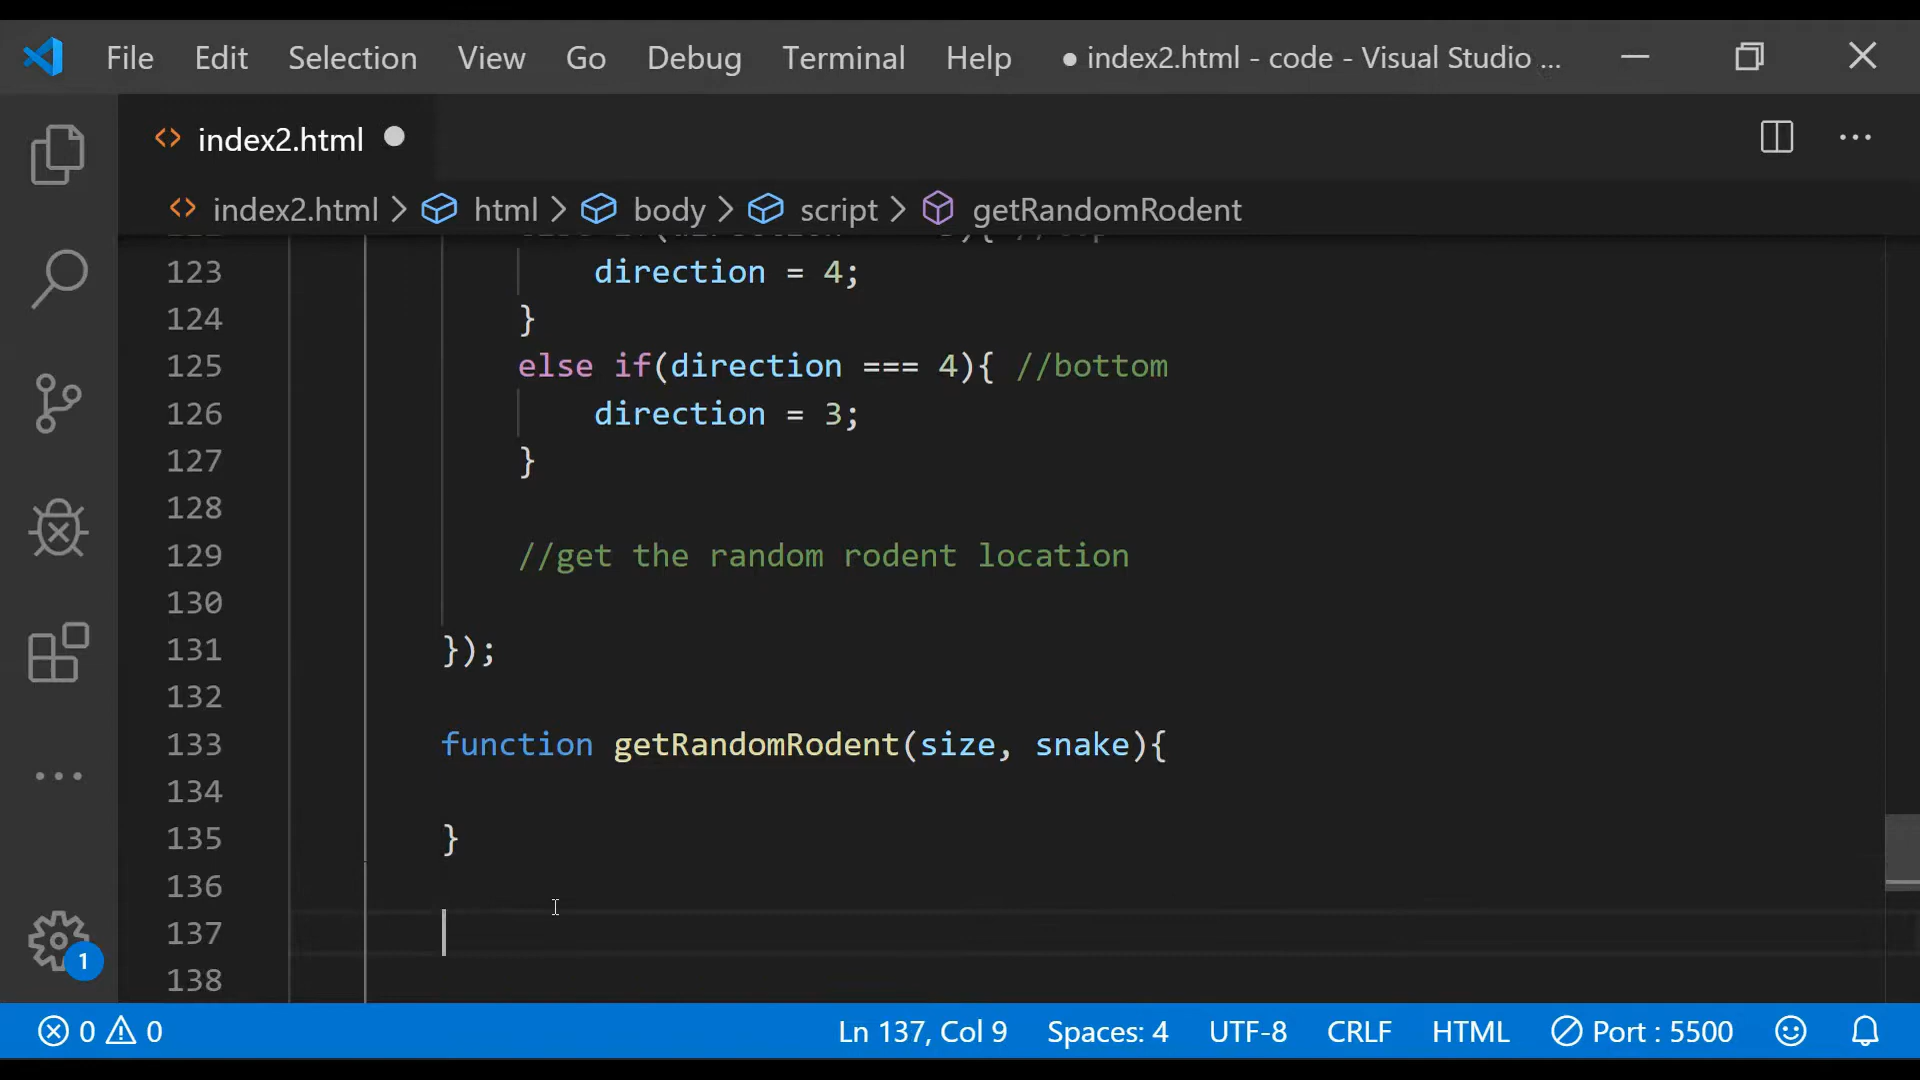 File Edit Selection View Go Debug Terminal Help ● index2.html - code - Visual Studio ...
index2.html
index2.html > html > body > script > getRandomRodent
123 direction = 4;
124 }
125 else if(direction === 4){ //bottom
126 direction = 3;
127 }
128
129 //get the random rodent location
130
131 });
132
133 function getRandomRodent(size, snake){
134
135 }
136
137
138
1
0 0 Ln 137, Col 9 Spaces: 4 UTF-8 CRLF HTML Port : 5500